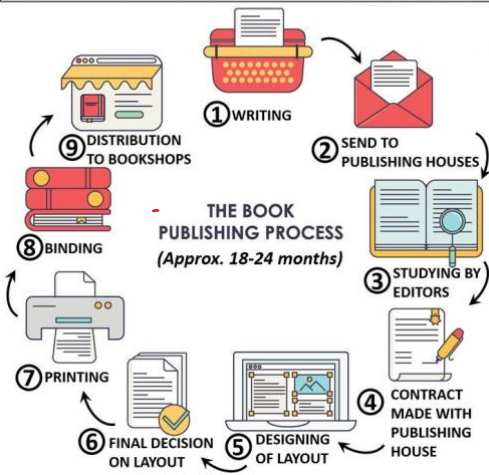 ① WRITING
② SEND TO
PUBLISHING HOUSES
③ STUDYING BY
EDITORS
④ CONTRACT
MADE WITH
PUBLISHING
HOUSE
⑤ DESIGNING
OF LAYOUT
⑥ FINAL DECISION
ON LAYOUT
⑦ PRINTING
⑧ BINDING
⑨ DISTRIBUTION
TO BOOKSHOPS
THE BOOK
PUBLISHING PROCESS
(Approx. 18-24 months)